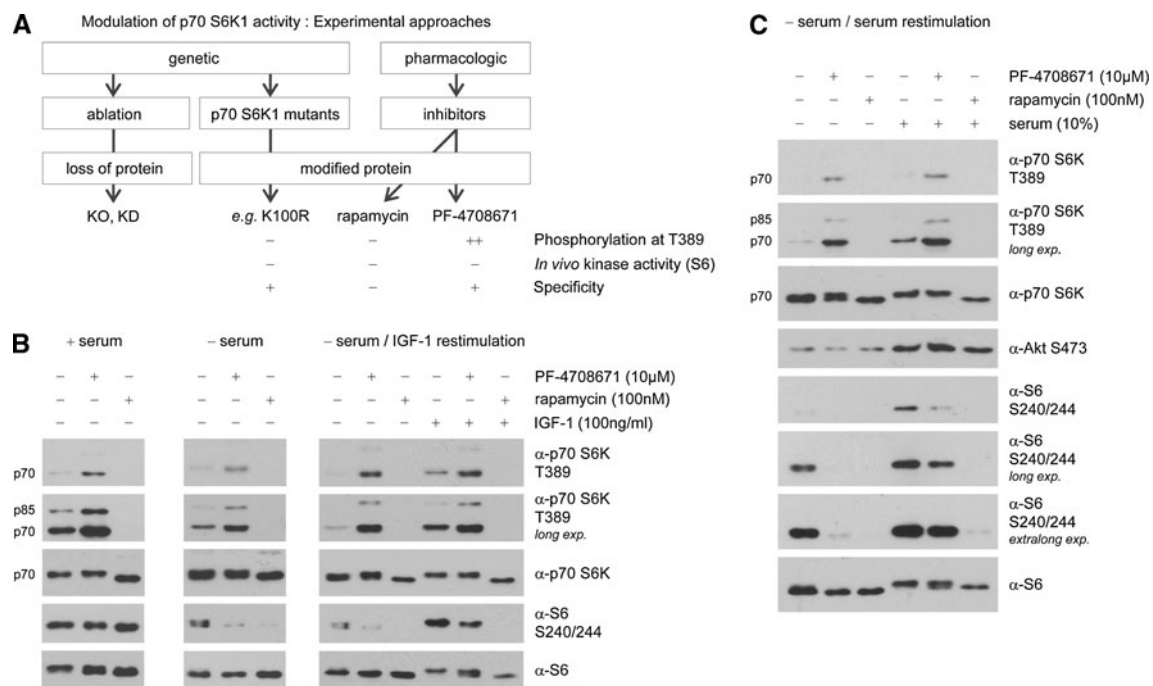 A
Modulation of p70 S6K1 activity : Experimental approaches
genetic
pharmacologic
ablation
p70 S6K1 mutants
inhibitors
loss of protein
modified protein
KO, KD
e.g. K100R
rapamycin
PF-4708671
− − ++ Phosphorylation at T389
− − − In vivo kinase activity (S6)
+ − + Specificity
B
+ serum
− serum
− serum / IGF-1 restimulation
− + − − + − − + − − + − PF-4708671 (10µM)
− − + − − + − − + − − + rapamycin (100nM)
− − − − − − − − − + + + IGF-1 (100ng/ml)
p70
α-p70 S6K
T389
p85
p70
α-p70 S6K
T389
long exp.
p70
α-p70 S6K
α-S6
S240/244
α-S6
C
− serum / serum restimulation
− + − − + − PF-4708671 (10µM)
− − + − − + rapamycin (100nM)
− − − + + + serum (10%)
p70
α-p70 S6K
T389
p85
p70
α-p70 S6K
T389
long exp.
p70
α-p70 S6K
α-Akt S473
α-S6
S240/244
α-S6
S240/244
long exp.
α-S6
S240/244
extralong exp.
α-S6